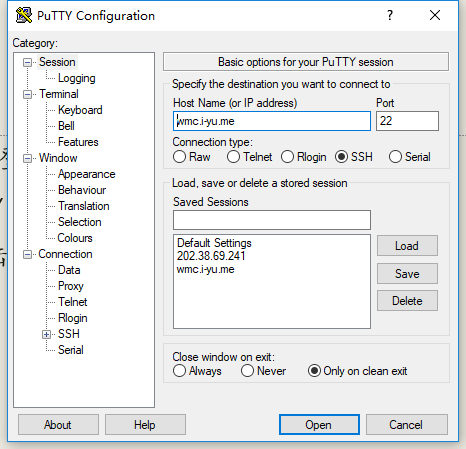 PuTTY Configuration
Category:
Session
Logging
Terminal
Keyboard
Bell
Features
Window
Appearance
Behaviour
Translation
Selection
Colours
Connection
Data
Proxy
Telnet
Rlogin
SSH
Serial
Basic options for your PuTTY session
Specify the destination you want to connect to
Host Name (or IP address) Port
wmc.i-yu.me 22
Connection type:
Raw Telnet Rlogin SSH Serial
Load, save or delete a stored session
Saved Sessions
Default Settings
202.38.69.241
wmc.i-yu.me
Load
Save
Delete
Close window on exit:
Always Never Only on clean exit
About Help Open Cancel